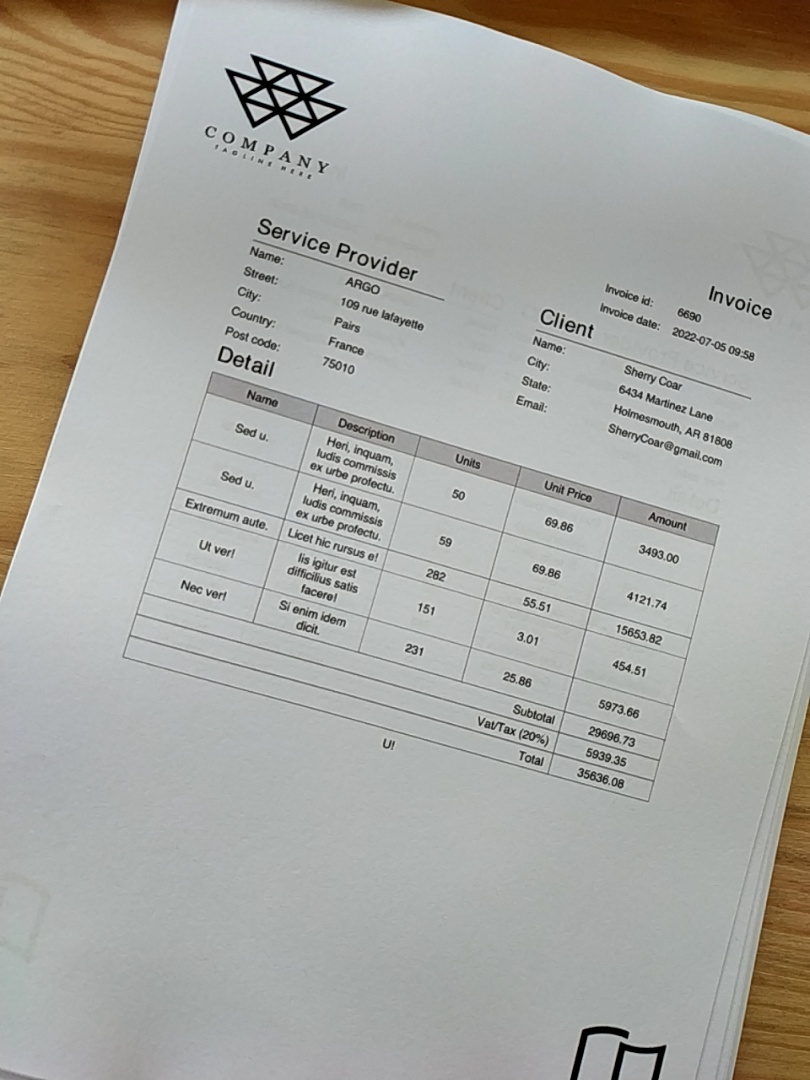 COMPANY
TAGLINE HERE
Invoice
Invoice id: 6690
Invoice date: 2022-07-05 09:58
Service Provider
Name: ARGO
Street: 109 rue lafayette
City: Pairs
Country: France
Post code: 75010
Client
Name: Sherry Coar
City: 6434 Martinez Lane
State: Holmesmouth, AR 81808
Email: SherryCoar@gmail.com
Detail
Name Description Units Unit Price Amount
Sed u. Heri, inquam, 50 69.86 3493.00
ludis commissis
ex urbe profectu.
Sed u. Heri, inquam, 59 69.86 4121.74
ludis commissis
ex urbe profectu.
Extremum aute. Licet hic rursus e! 282 55.51 15653.82
Ut ver! Iis igitur est 151 3.01 454.51
difficilius satis
facere!
Nec ver! Si enim idem 231 25.86 5973.66
dicit.
Subtotal 29696.73
Vat/Tax (20%) 5939.35
Total 35636.08
U!